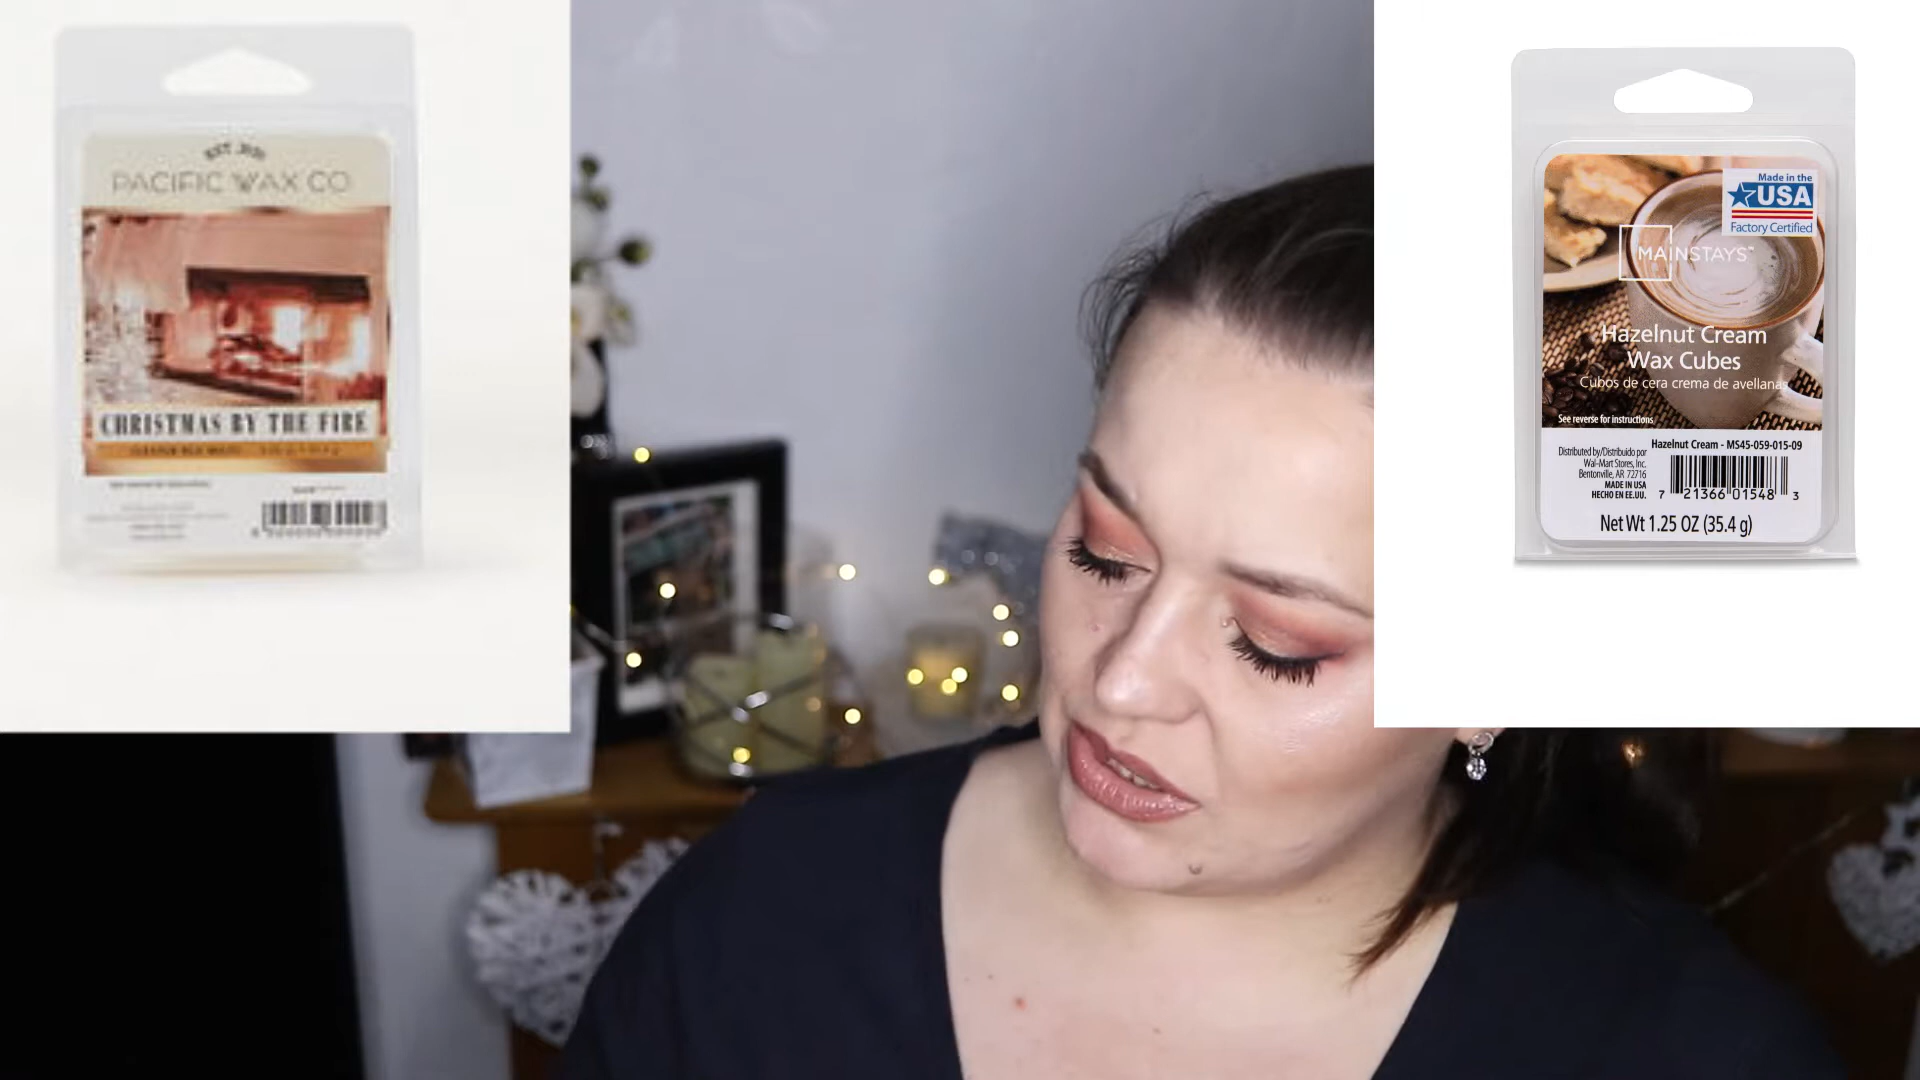 PACIFIC WAX CO
CHRISTMAS BY THE FIRE
Made in the
USA
Factory Certified
MAINSTAYS™
Hazelnut Cream
Wax Cubes
Cubos de cera crema de avellanas
See reverse for instructions
Hazelnut Cream - MS45-059-015-09
Distributed by/Distribuido por
Wal-Mart Stores, Inc.
Bentonville, AR 72716
MADE IN USA
HECHO EN EE.UU.
7 21366 01548 3
Net Wt 1.25 OZ (35.4 g)